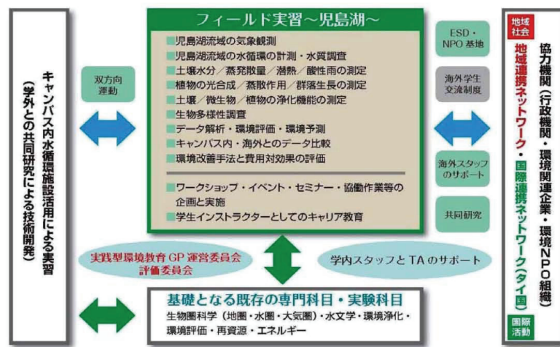 フィールド実習～児島湖～
■児島湖流域の気象観測
■児島湖流域の水循環の計測・水質調査
■土壌水分／蒸発散量／潜熱／酸性雨の測定
■植物の光合成／蒸散作用／群落生長の測定
■土壌／微生物／植物の浄化機能の測定
■生物多様性調査
■データ解析・環境評価・環境予測
■キャンパス内／海外とのデータ比較
■環境改善手法と費用対効果の評価
■ワークショップ・イベント・セミナー・協働作業等の
企画と実施
■学生インストラクターとしてのキャリア教育
キャンパス内水循環施設活用による実習
（学外との共同研究による技術開発）
双方向
運動
ESD・
NPO 基地
海外学生
交流制度
海外スタッフ
のサポート
共同研究
協力機関（行政機関・環境関連企業・環境NPO組織）
地域
社会
地域連携ネットワーク・国際連携ネットワーク（タイ国）
国際
活動
実践型環境教育 GP 運営委員会
評価委員会
学内スタッフと TA のサポート
基礎となる既存の専門科目・実験科目
生物圏科学（地圏・水圏・大気圏）・水文学・環境浄化・
環境評価・再資源・エネルギー